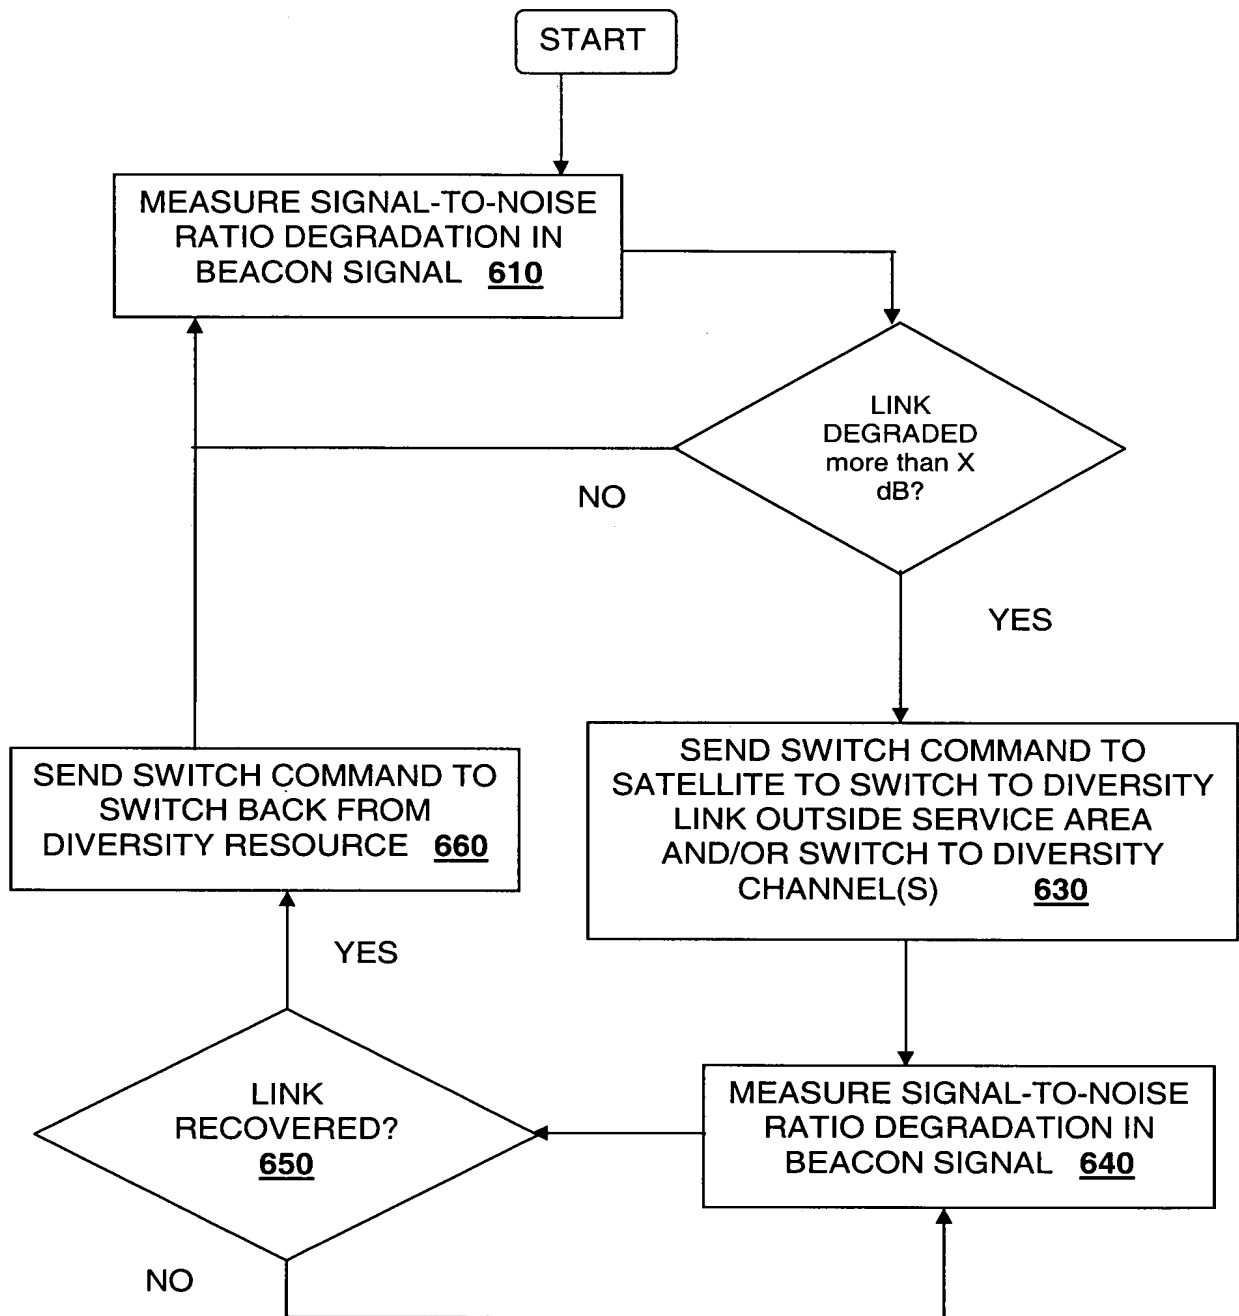 START
MEASURE SIGNAL-TO-NOISE
RATIO DEGRADATION IN
BEACON SIGNAL 610
LINK
DEGRADED
more than X
dB?
NO
YES
SEND SWITCH COMMAND TO
SATELLITE TO SWITCH TO DIVERSITY
LINK OUTSIDE SERVICE AREA
AND/OR SWITCH TO DIVERSITY
CHANNEL(S) 630
MEASURE SIGNAL-TO-NOISE
RATIO DEGRADATION IN
BEACON SIGNAL 640
LINK
RECOVERED?
650
NO
YES
SEND SWITCH COMMAND TO
SWITCH BACK FROM
DIVERSITY RESOURCE 660